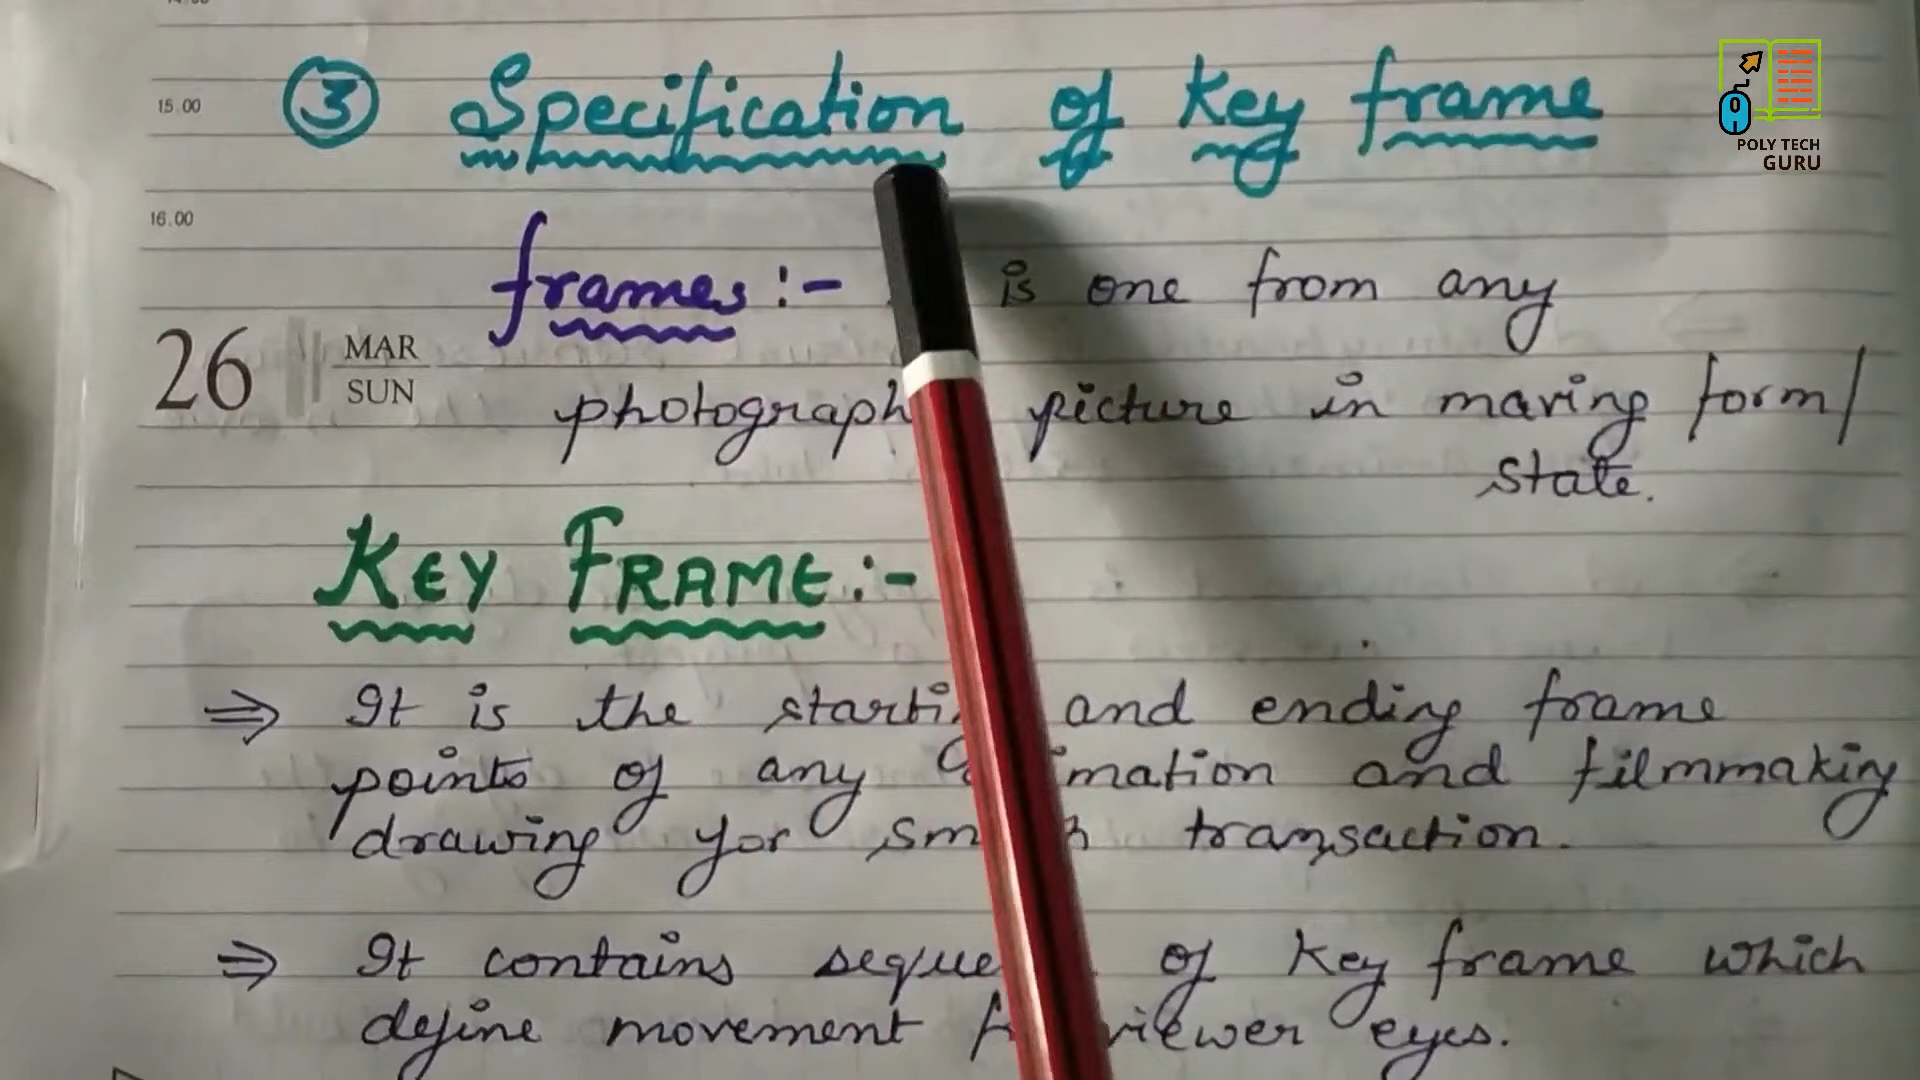 15.00
③ Specification of Key frame
POLY TECH
GURU
16.00
frames:- is one from any
26 MAR
SUN
photograph picture in maving form/
state.
KEY FRAME:-
⇒ It is the and ending frame
points of any and filmmaking
drawing for transaction.
⇒ It contains of Key frame which
define movement viewer eyes.